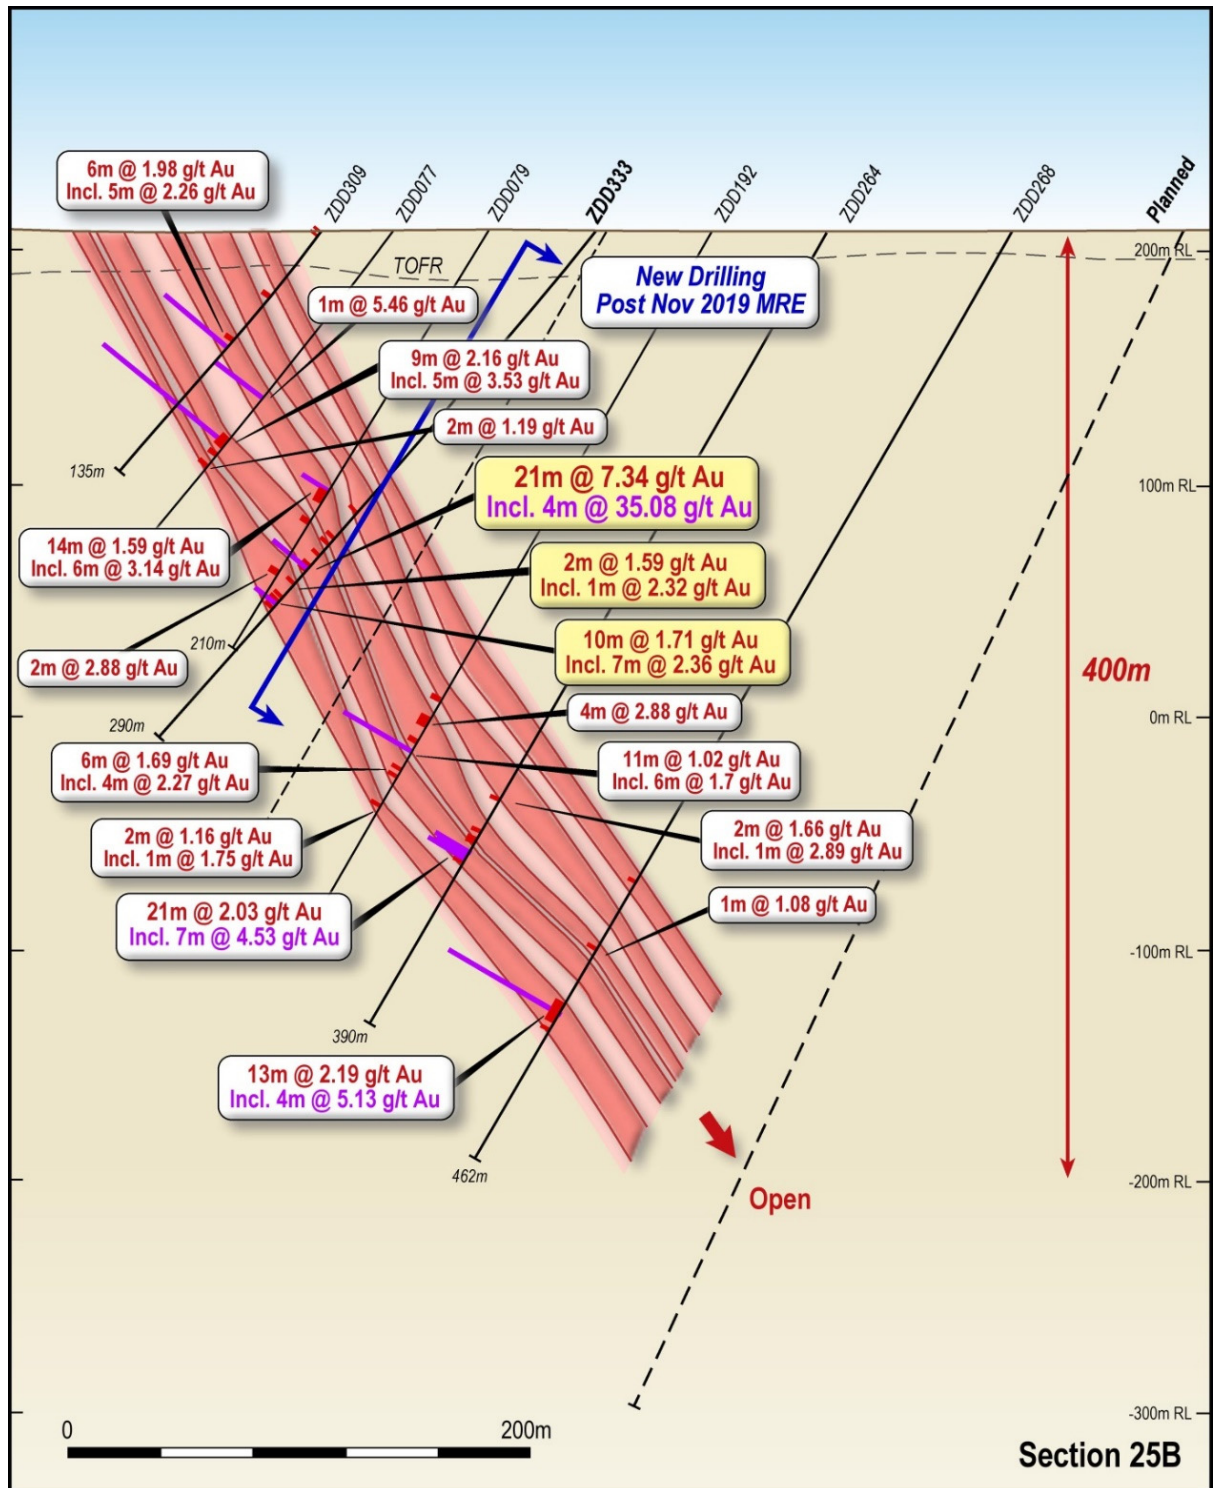 ZDD309
ZDD077
ZDD079
ZDD333
ZDD192
ZDD264
ZDD268
Planned
6m @ 1.98 g/t Au
Incl. 5m @ 2.26 g/t Au
200m RL
TOFR
New Drilling
Post Nov 2019 MRE
1m @ 5.46 g/t Au
9m @ 2.16 g/t Au
Incl. 5m @ 3.53 g/t Au
2m @ 1.19 g/t Au
135m
21m @ 7.34 g/t Au
Incl. 4m @ 35.08 g/t Au
100m RL
14m @ 1.59 g/t Au
Incl. 6m @ 3.14 g/t Au
2m @ 1.59 g/t Au
Incl. 1m @ 2.32 g/t Au
210m
10m @ 1.71 g/t Au
Incl. 7m @ 2.36 g/t Au
2m @ 2.88 g/t Au
400m
290m
4m @ 2.88 g/t Au
0m RL
6m @ 1.69 g/t Au
Incl. 4m @ 2.27 g/t Au
11m @ 1.02 g/t Au
Incl. 6m @ 1.7 g/t Au
2m @ 1.16 g/t Au
Incl. 1m @ 1.75 g/t Au
2m @ 1.66 g/t Au
Incl. 1m @ 2.89 g/t Au
21m @ 2.03 g/t Au
Incl. 7m @ 4.53 g/t Au
1m @ 1.08 g/t Au
-100m RL
390m
13m @ 2.19 g/t Au
Incl. 4m @ 5.13 g/t Au
462m
-200m RL
Open
-300m RL
0
200m
Section 25B